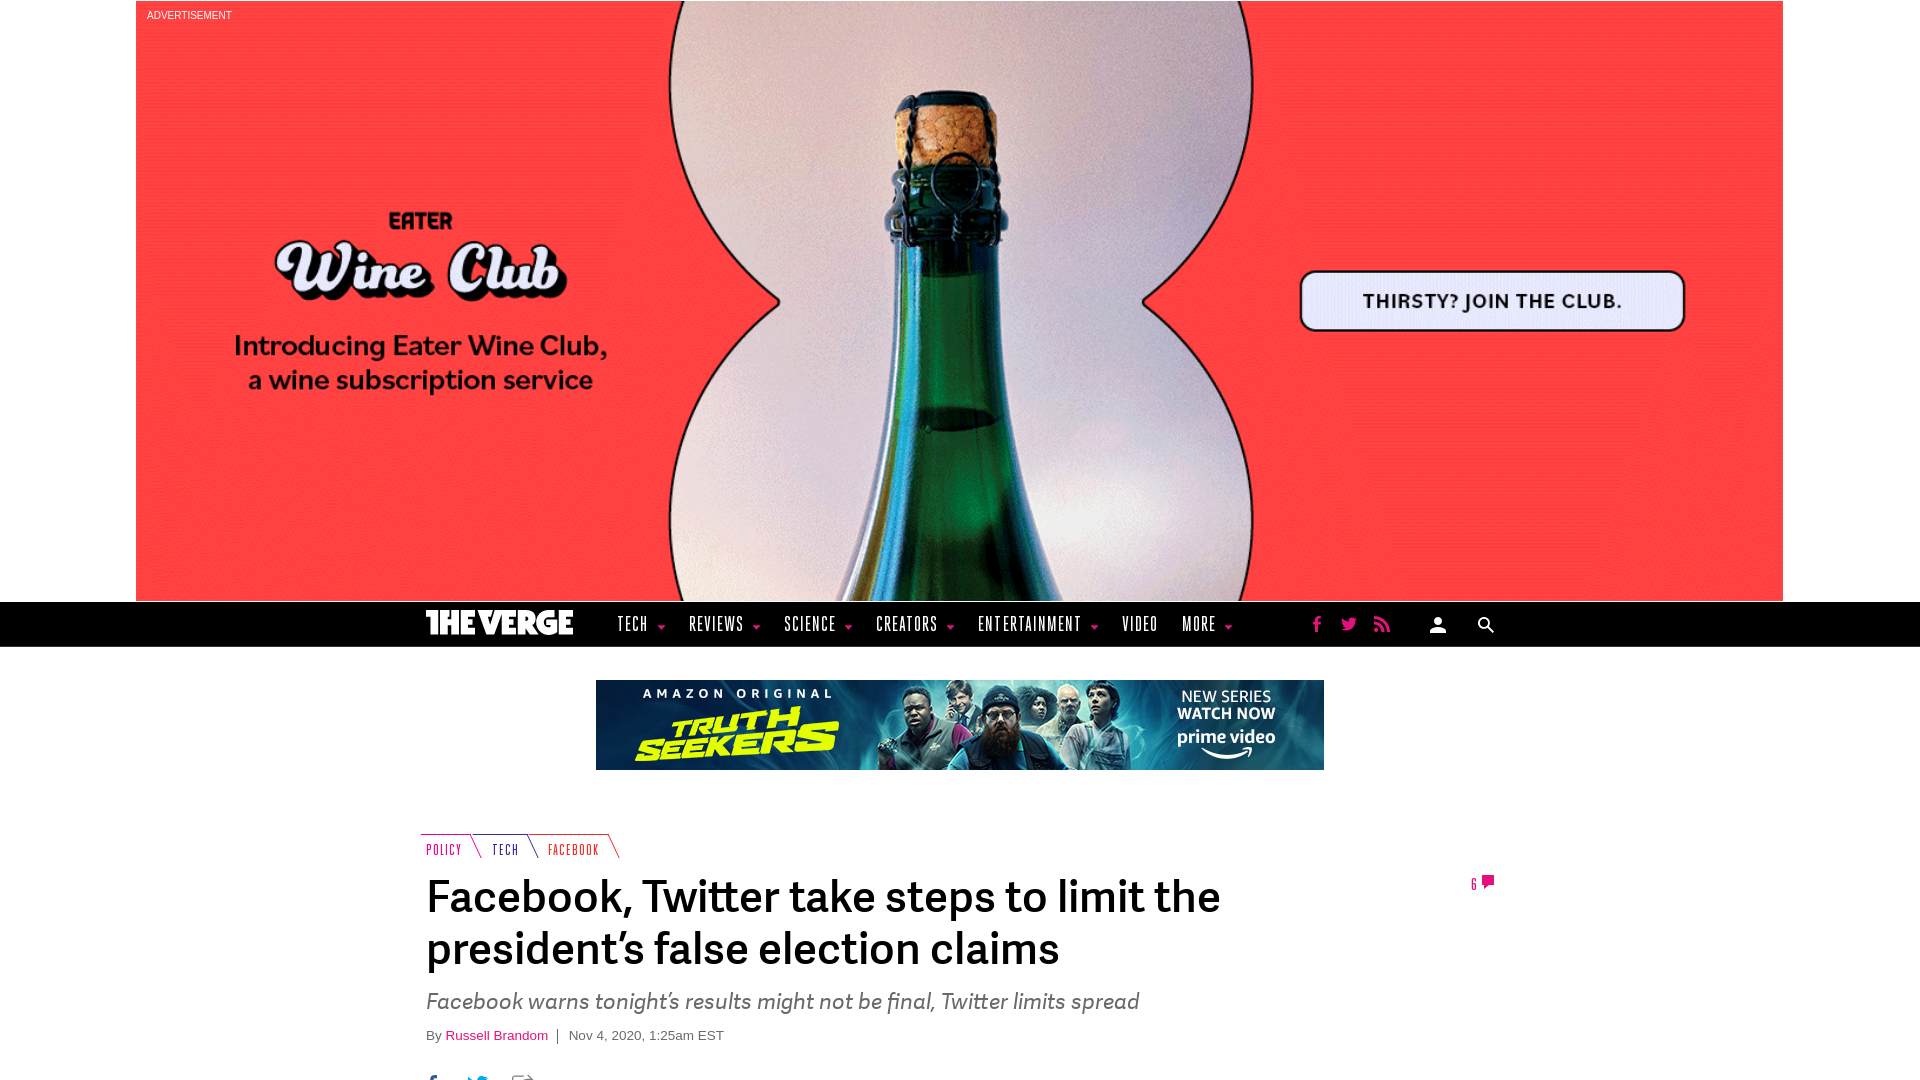 ADVERTISEMENT
EATER
Wine Club
Introducing Eater Wine Club,
a wine subscription service
THIRSTY? JOIN THE CLUB.
THE VERGE
TECH
REVIEWS
SCIENCE
CREATORS
ENTERTAINMENT
VIDEO
MORE
AMAZON ORIGINAL
TRUTH
SEEKERS
NEW SERIES
WATCH NOW
prime video
POLICY
TECH
FACEBOOK
Facebook, Twitter take steps to limit the
president’s false election claims
6
Facebook warns tonight’s results might not be final, Twitter limits spread
By Russell Brandom | Nov 4, 2020, 1:25am EST